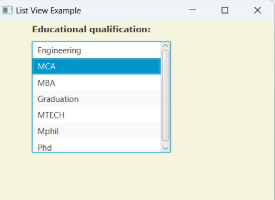 List View Example
Educational qualification:
Engineering
MCA
MBA
Graduation
MTECH
Mphil
Phd